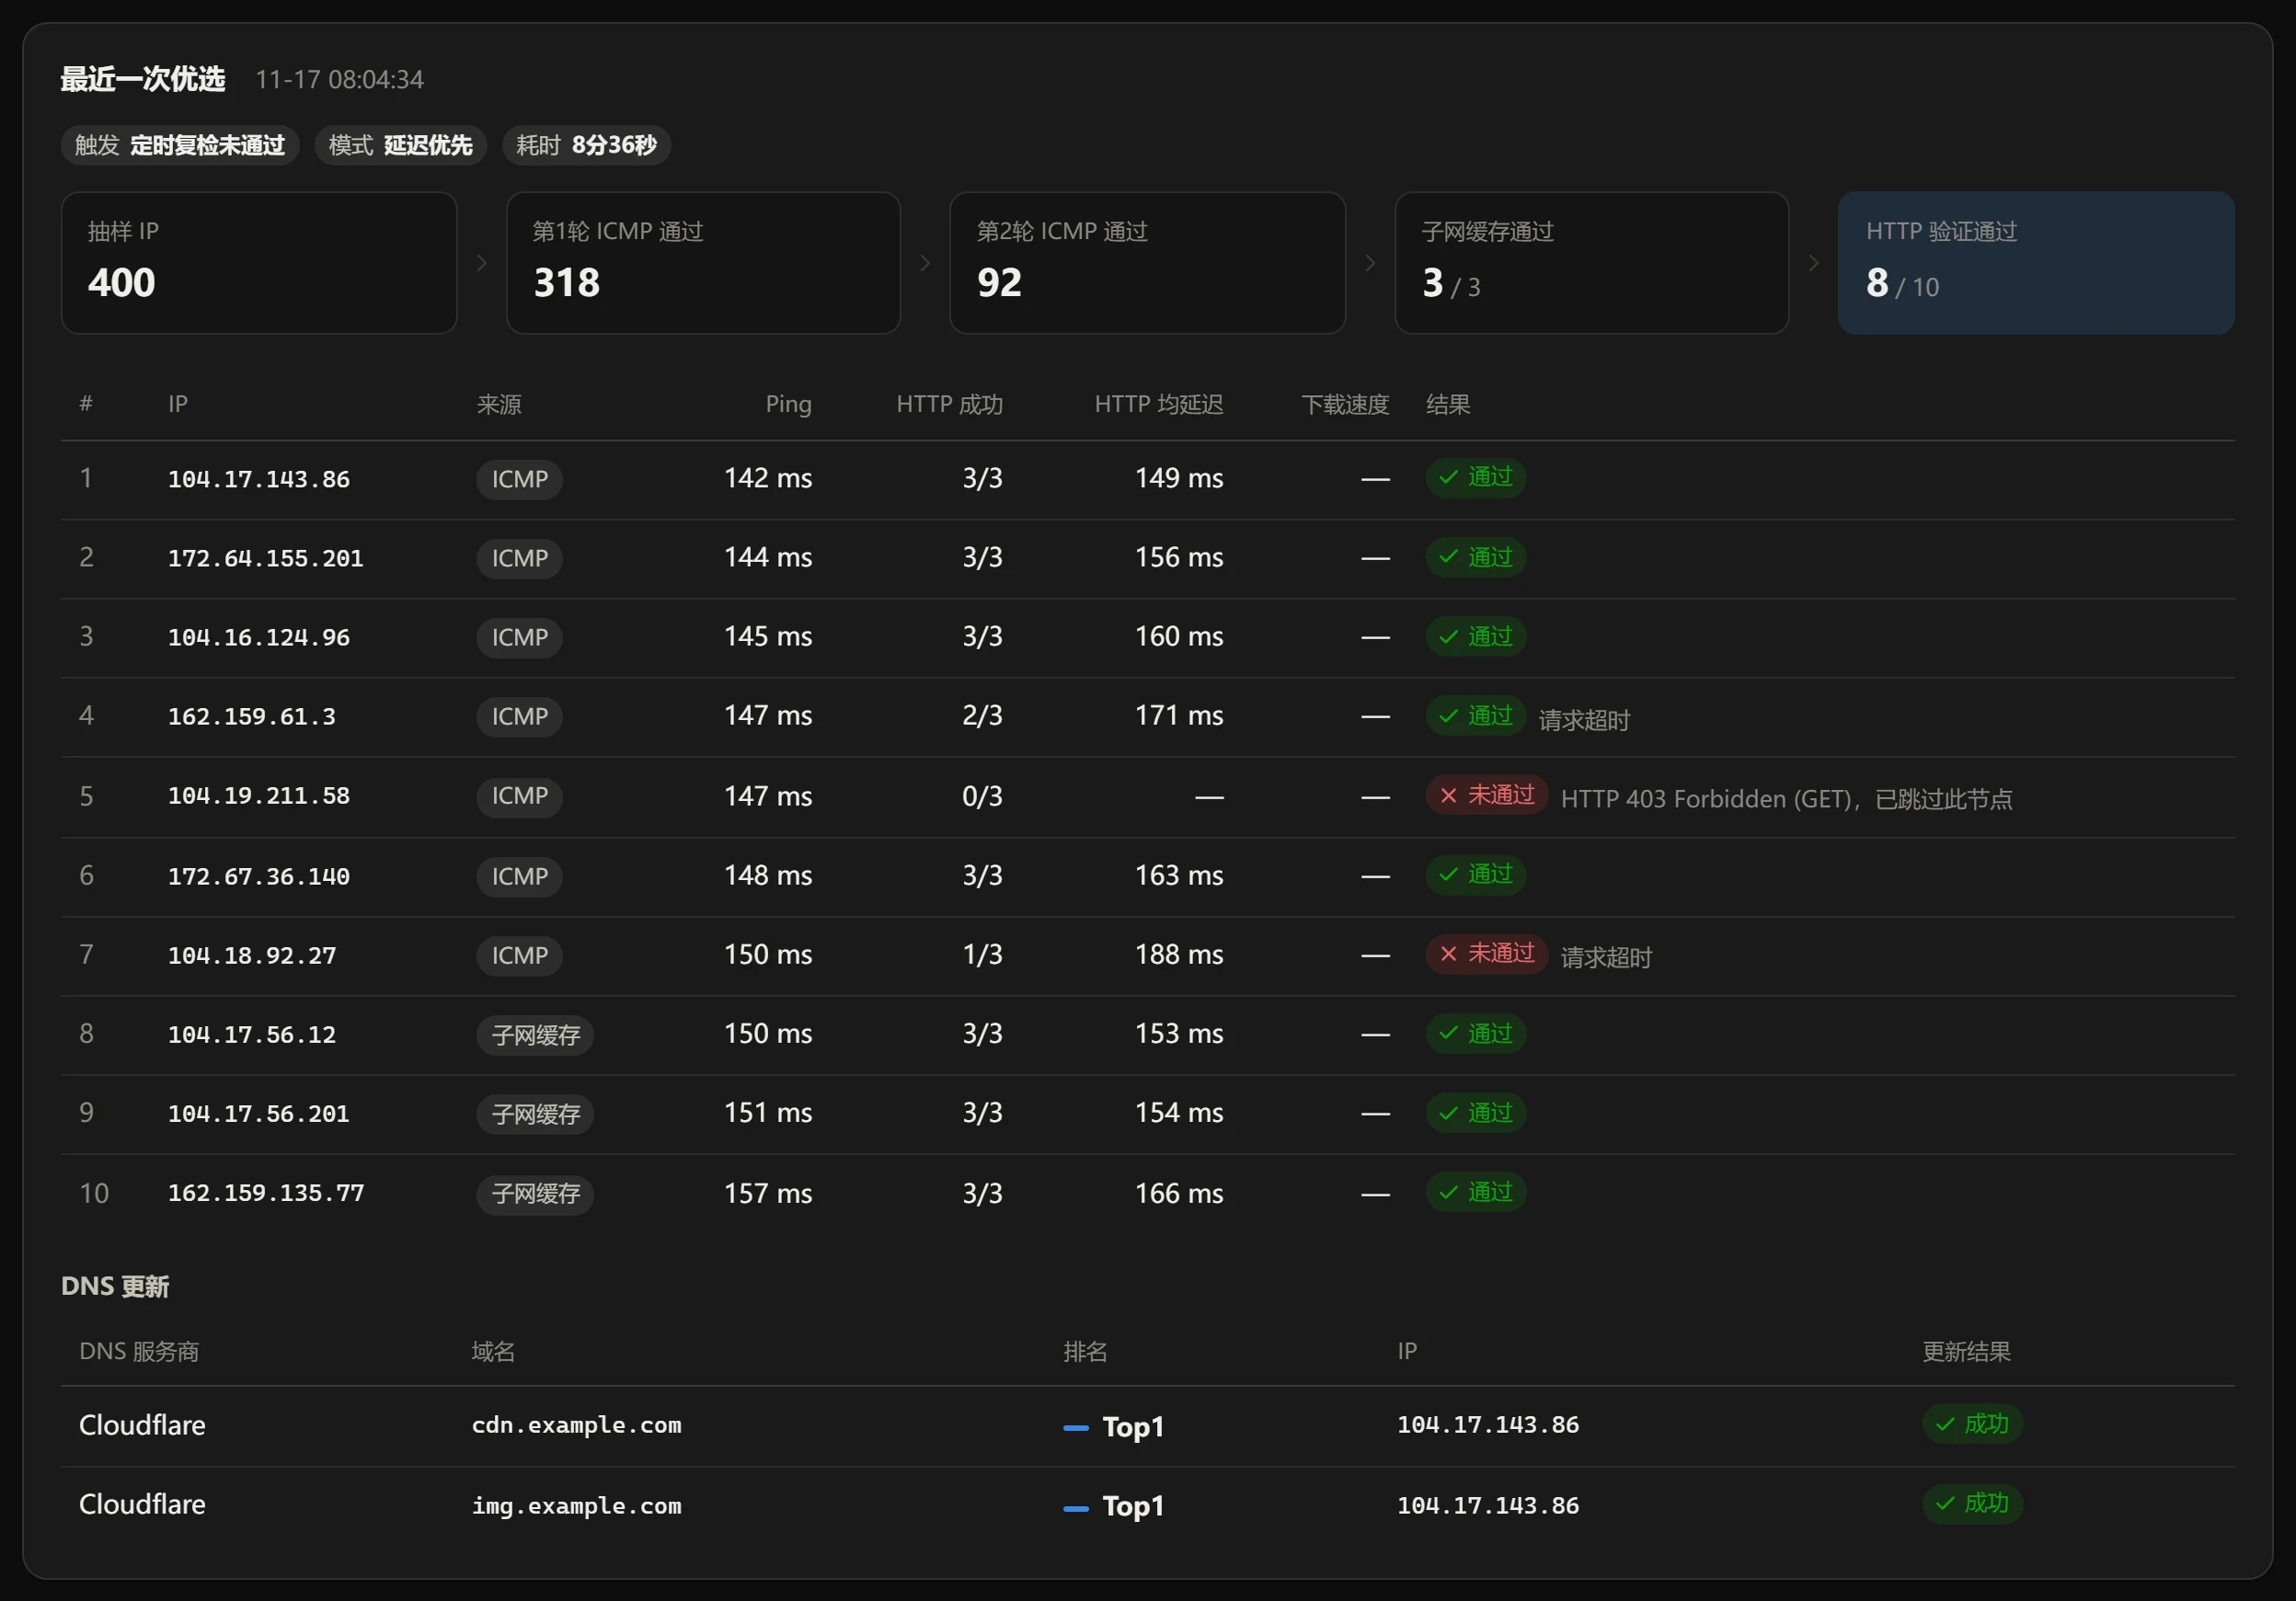 最近一次优选 11-17 08:04:34
触发 定时复检未通过 模式 延迟优先 耗时 8分36秒
抽样 IP
400
第1轮 ICMP 通过
318
第2轮 ICMP 通过
92
子网缓存通过
3 / 3
HTTP 验证通过
8 / 10
# IP 来源 Ping HTTP 成功 HTTP 均延迟 下载速度 结果
1 104.17.143.86 ICMP 142 ms 3/3 149 ms — 通过
2 172.64.155.201 ICMP 144 ms 3/3 156 ms — 通过
3 104.16.124.96 ICMP 145 ms 3/3 160 ms — 通过
4 162.159.61.3 ICMP 147 ms 2/3 171 ms — 通过 请求超时
5 104.19.211.58 ICMP 147 ms 0/3 — — 未通过 HTTP 403 Forbidden (GET)，已跳过此节点
6 172.67.36.140 ICMP 148 ms 3/3 163 ms — 通过
7 104.18.92.27 ICMP 150 ms 1/3 188 ms — 未通过 请求超时
8 104.17.56.12 子网缓存 150 ms 3/3 153 ms — 通过
9 104.17.56.201 子网缓存 151 ms 3/3 154 ms — 通过
10 162.159.135.77 子网缓存 157 ms 3/3 166 ms — 通过
DNS 更新
DNS 服务商 域名 排名 IP 更新结果
Cloudflare cdn.example.com Top1 104.17.143.86 成功
Cloudflare img.example.com Top1 104.17.143.86 成功